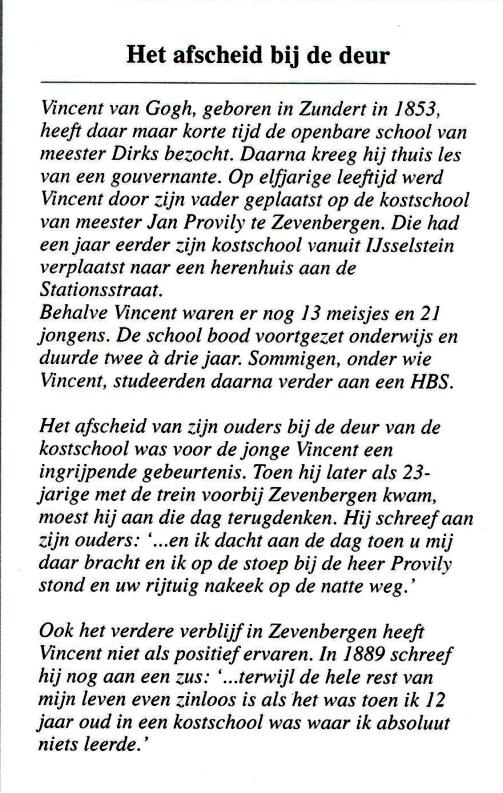 Het afscheid bij de deur
Vincent van Gogh, geboren in Zundert in 1853,
heeft daar maar korte tijd de openbare school van
meester Dirks bezocht. Daarna kreeg hij thuis les
van een gouvernante. Op elfjarige leeftijd werd
Vincent door zijn vader geplaatst op de kostschool
van meester Jan Provily te Zevenbergen. Die had
een jaar eerder zijn kostschool vanuit IJsselstein
verplaatst naar een herenhuis aan de
Stationsstraat.
Behalve Vincent waren er nog 13 meisjes en 21
jongens. De school bood voortgezet onderwijs en
duurde twee à drie jaar. Sommigen, onder wie
Vincent, studeerden daarna verder aan een HBS.
Het afscheid van zijn ouders bij de deur van de
kostschool was voor de jonge Vincent een
ingrijpende gebeurtenis. Toen hij later als 23-
jarige met de trein voorbij Zevenbergen kwam,
moest hij aan die dag terugdenken. Hij schreef aan
zijn ouders: ‘...en ik dacht aan de dag toen u mij
daar bracht en ik op de stoep bij de heer Provily
stond en uw rijtuig nakeek op de natte weg.’
Ook het verdere verblijf in Zevenbergen heeft
Vincent niet als positief ervaren. In 1889 schreef
hij nog aan een zus: ‘...terwijl de hele rest van
mijn leven even zinloos is als het was toen ik 12
jaar oud in een kostschool was waar ik absoluut
niets leerde.’